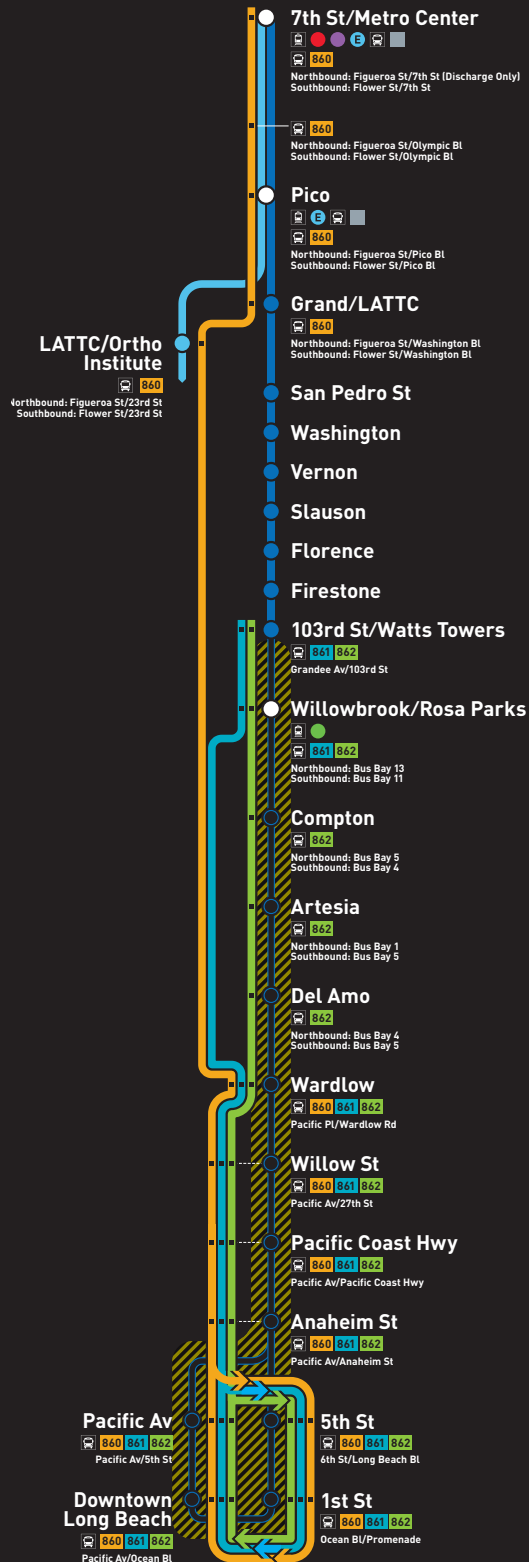 7th St/Metro Center
E
860
Northbound: Figueroa St/7th St (Discharge Only)
Southbound: Flower St/7th St
860
Northbound: Figueroa St/Olympic Bl
Southbound: Flower St/Olympic Bl
Pico
E
860
Northbound: Figueroa St/Pico Bl
Southbound: Flower St/Pico Bl
Grand/LATTC
860
Northbound: Figueroa St/Washington Bl
Southbound: Flower St/Washington Bl
LATTC/Ortho
Institute
860
Northbound: Figueroa St/23rd St
Southbound: Flower St/23rd St
San Pedro St
Washington
Vernon
Slauson
Florence
Firestone
103rd St/Watts Towers
861 862
Grandee Av/103rd St
Willowbrook/Rosa Parks
861 862
Northbound: Bus Bay 13
Southbound: Bus Bay 11
Compton
862
Northbound: Bus Bay 5
Southbound: Bus Bay 4
Artesia
862
Northbound: Bus Bay 1
Southbound: Bus Bay 5
Del Amo
862
Northbound: Bus Bay 4
Southbound: Bus Bay 5
Wardlow
860 861 862
Pacific Pl/Wardlow Rd
Willow St
860 861 862
Pacific Av/27th St
Pacific Coast Hwy
860 861 862
Pacific Av/Pacific Coast Hwy
Anaheim St
860 861 862
Pacific Av/Anaheim St
Pacific Av
860 861 862
Pacific Av/5th St
5th St
860 861 862
6th St/Long Beach Bl
Downtown
Long Beach
860 861 862
Pacific Av/Ocean Bl
1st St
860 861 862
Ocean Bl/Promenade